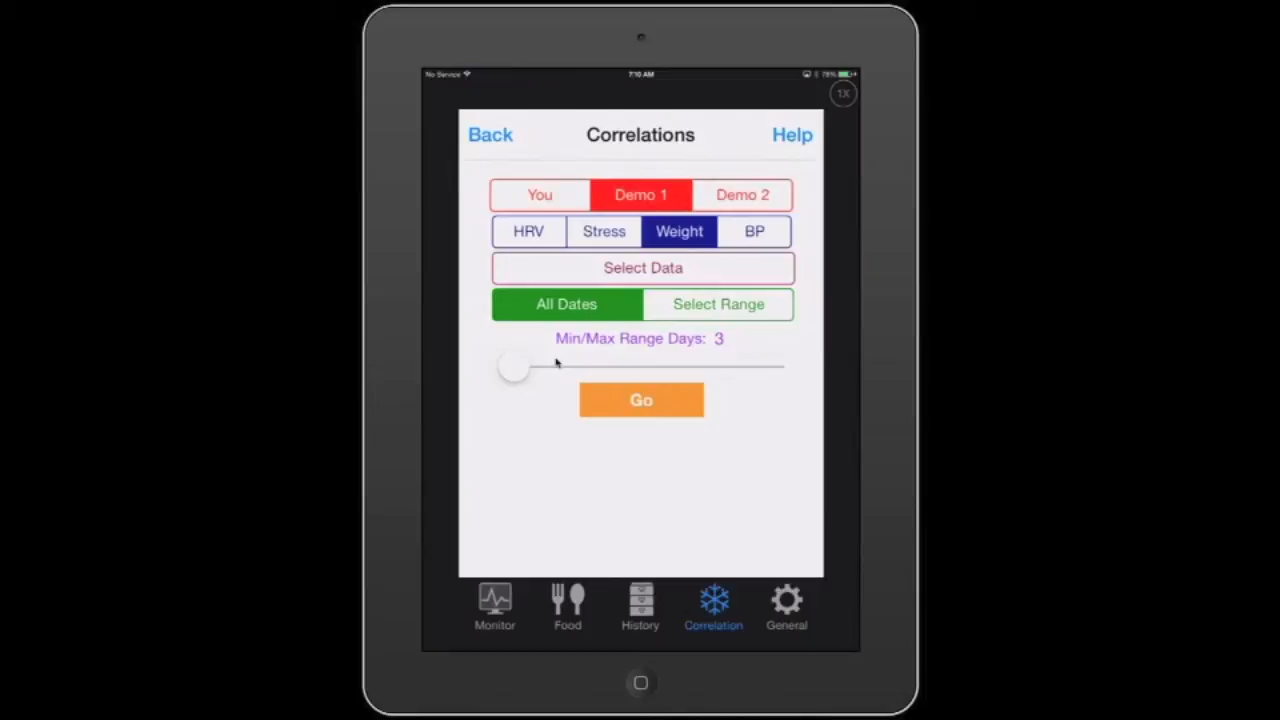 No Service 7:10 AM 78%
1X
Back Correlations Help
You Demo 1 Demo 2
HRV Stress Weight BP
Select Data
All Dates Select Range
Min/Max Range Days: 3
Go
Monitor Food History Correlation General